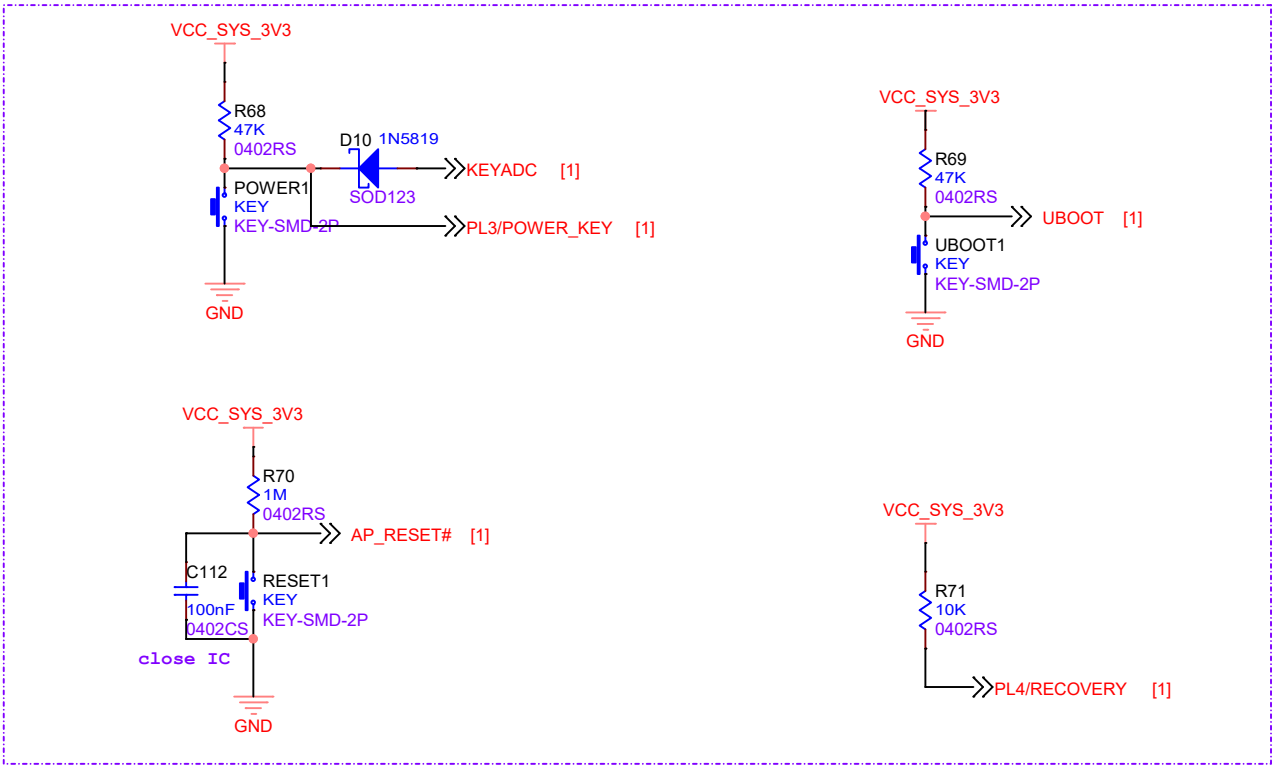 VCC_SYS_3V3
R68
47K
0402RS
D10 1N5819
SOD123
KEYADC [1]
POWER1
KEY
KEY-SMD-2P
PL3/POWER_KEY [1]
GND
VCC_SYS_3V3
R69
47K
0402RS
UBOOT [1]
UBOOT1
KEY
KEY-SMD-2P
GND
VCC_SYS_3V3
R70
1M
0402RS
AP_RESET# [1]
C112
100nF
0402CS
RESET1
KEY
KEY-SMD-2P
close IC
GND
VCC_SYS_3V3
R71
10K
0402RS
PL4/RECOVERY [1]